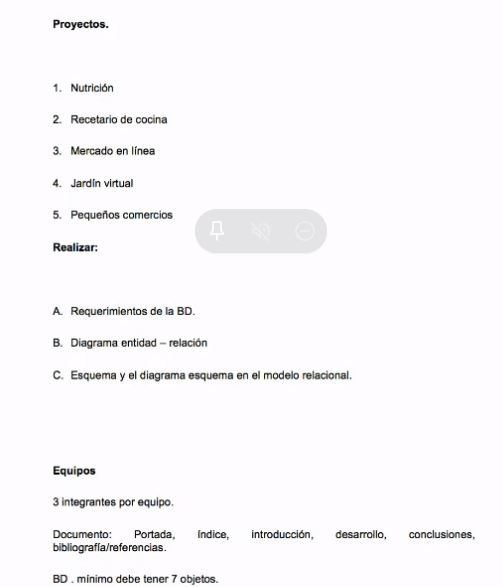 Proyectos.
1. Nutrición
2. Recetario de cocina
3. Mercado en línea
4. Jardín virtual
5. Pequeños comercios
Realizar:
A. Requerimientos de la BD.
B. Diagrama entidad – relación
C. Esquema y el diagrama esquema en el modelo relacional.
Equipos
3 integrantes por equipo.
Documento: Portada, índice, introducción, desarrollo, conclusiones,
bibliografía/referencias.
BD . mínimo debe tener 7 objetos.